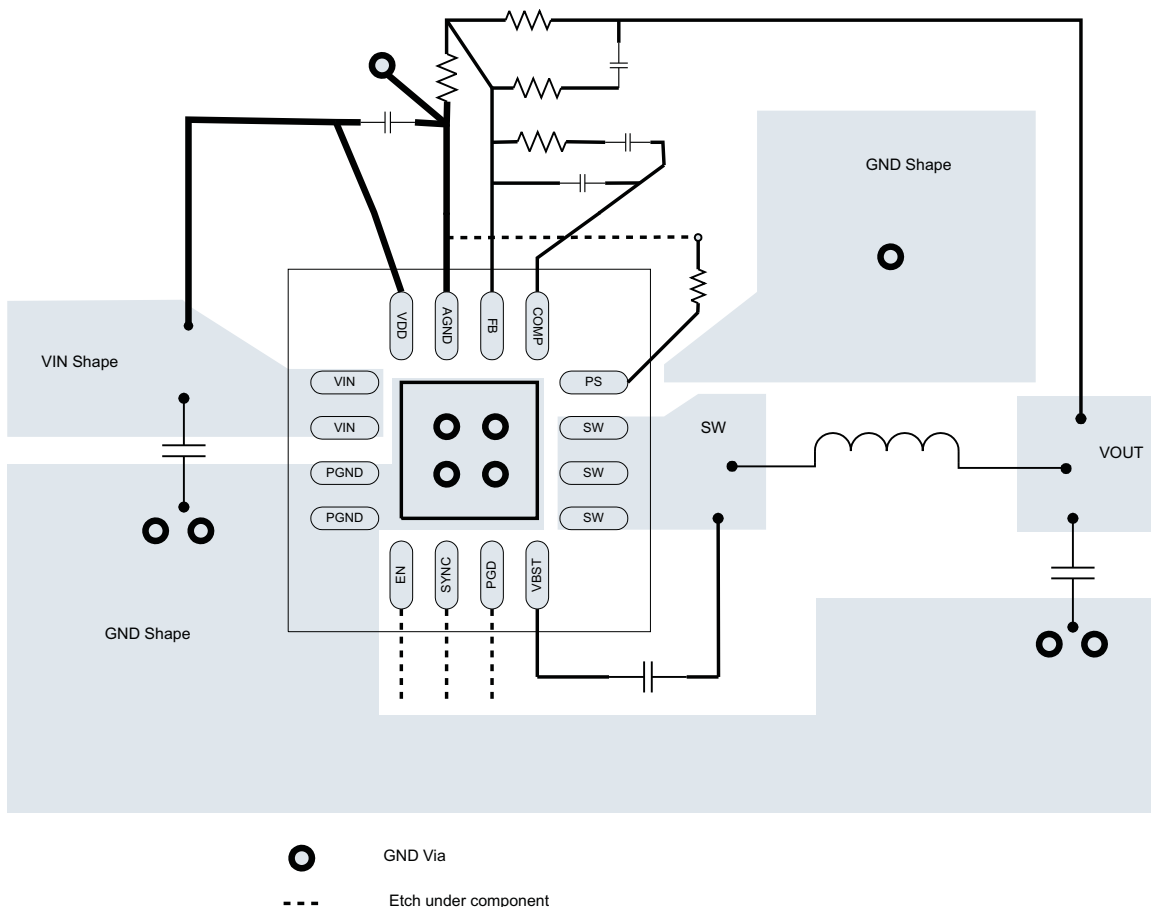 GND Shape
VDD
AGND
FB
COMP
VIN Shape
VIN
PS
VIN
SW
SW
VOUT
PGND
SW
PGND
SW
EN
SYNC
PGD
VBST
GND Shape
GND Via
Etch under component